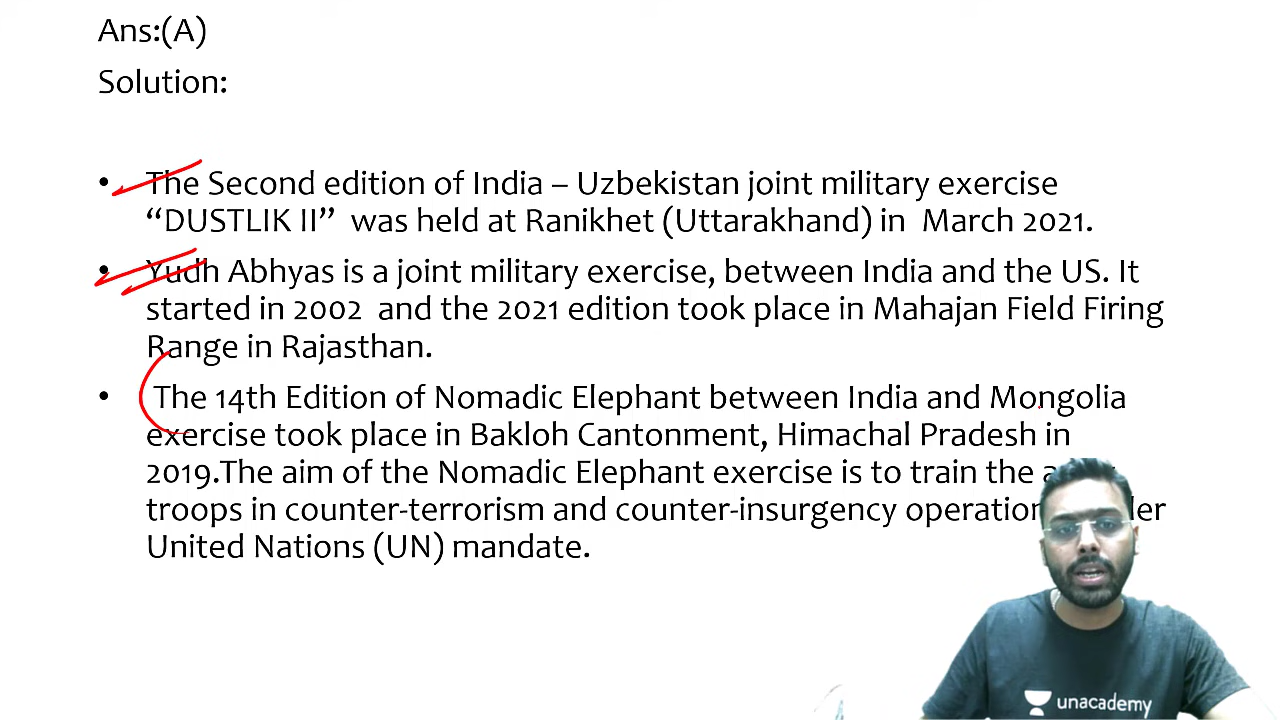 Ans:(A)
Solution:
• The Second edition of India – Uzbekistan joint military exercise
“DUSTLIK II” was held at Ranikhet (Uttarakhand) in March 2021.
• Yudh Abhyas is a joint military exercise, between India and the US. It
started in 2002 and the 2021 edition took place in Mahajan Field Firing
Range in Rajasthan.
• The 14th Edition of Nomadic Elephant between India and Mongolia
exercise took place in Bakloh Cantonment, Himachal Pradesh in
2019.The aim of the Nomadic Elephant exercise is to train the
troops in counter-terrorism and counter-insurgency
United Nations (UN) mandate.
unacademy